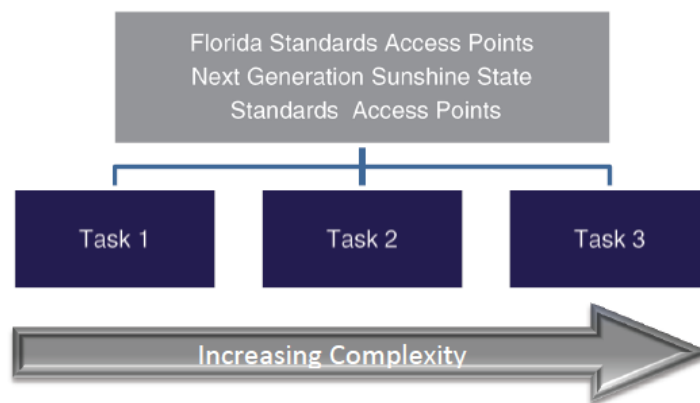 Florida Standards Access Points
Next Generation Sunshine State
Standards Access Points
Task 1
Task 2
Task 3
Increasing Complexity